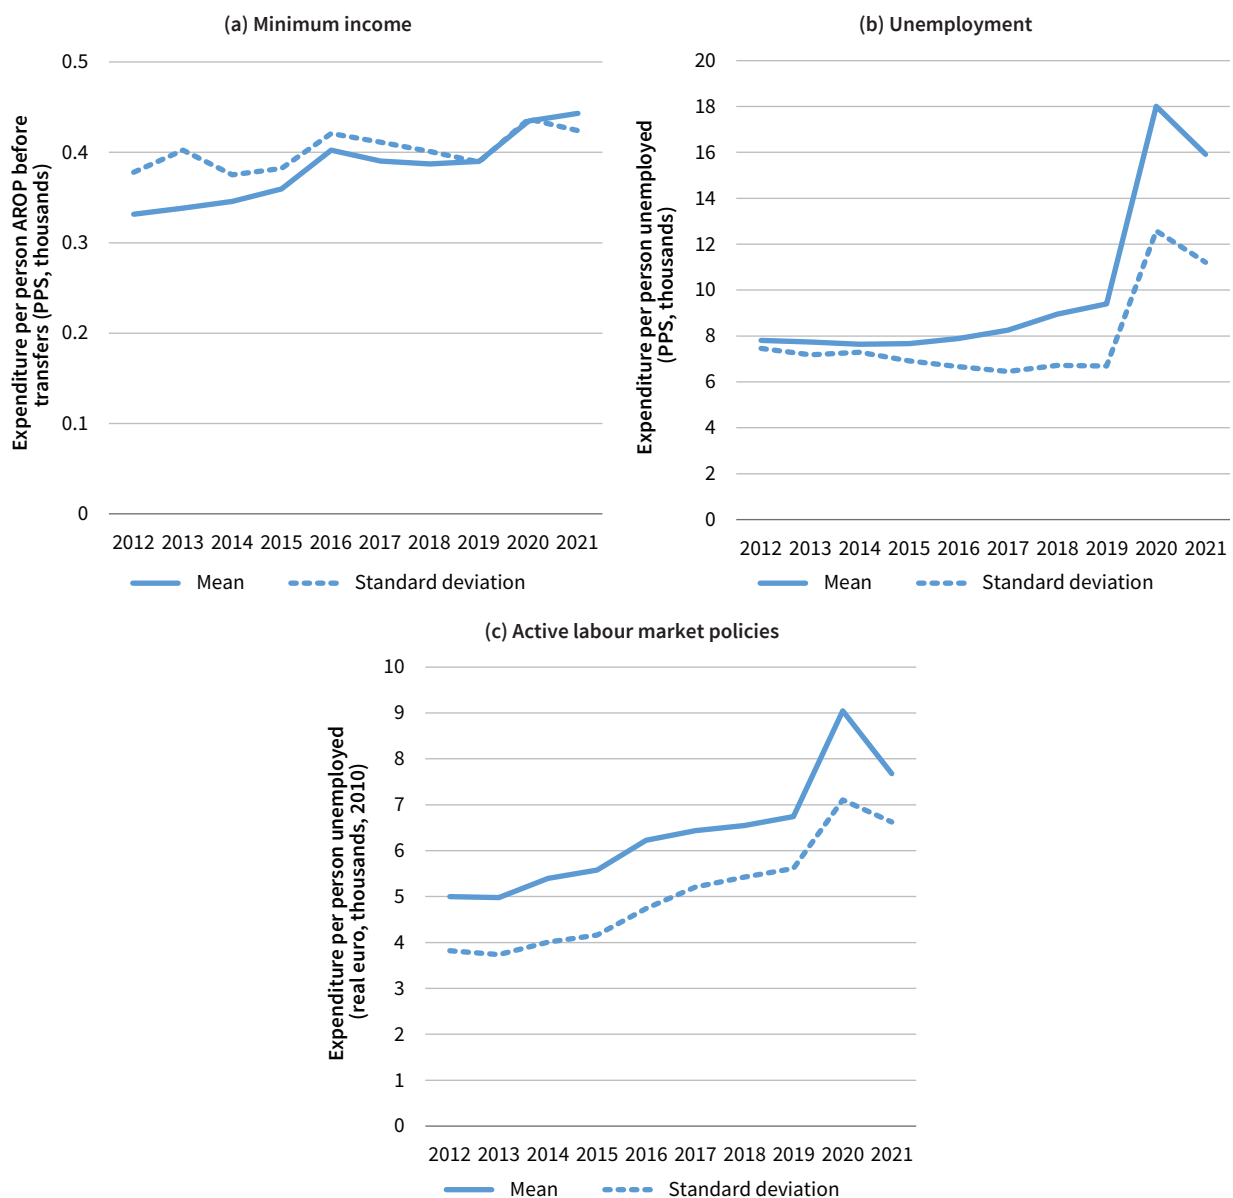 (a) Minimum income
Expenditure per person AROP before
transfers (PPS, thousands)
0.5
0.4
0.3
0.2
0.1
0
2012 2013 2014 2015 2016 2017 2018 2019 2020 2021
Mean Standard deviation
(b) Unemployment
Expenditure per person unemployed
(PPS, thousands)
20
18
16
14
12
10
8
6
4
2
0
2012 2013 2014 2015 2016 2017 2018 2019 2020 2021
Mean Standard deviation
(c) Active labour market policies
Expenditure per person unemployed
(real euro, thousands, 2010)
10
9
8
7
6
5
4
3
2
1
0
2012 2013 2014 2015 2016 2017 2018 2019 2020 2021
Mean Standard deviation